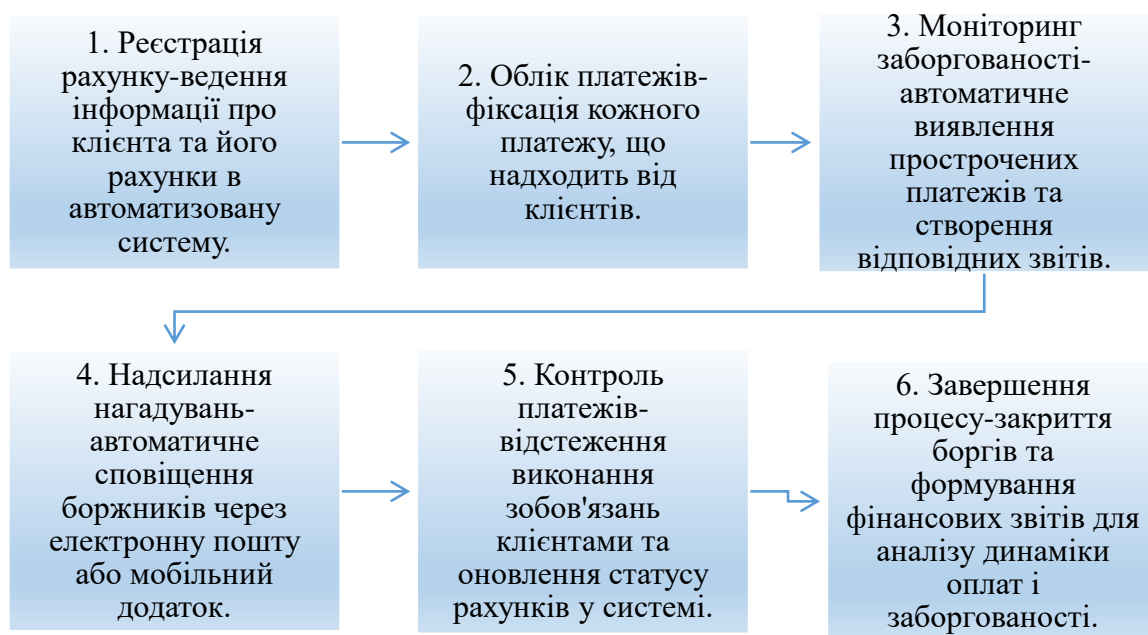 1. Реєстрація
рахунку-ведення
інформації про
клієнта та його
рахунки в
автоматизовану
систему.
2. Облік платежів-
фіксація кожного
платежу, що
надходить від
клієнтів.
3. Моніторинг
заборгованості-
автоматичне
виявлення
прострочених
платежів та
створення
відповідних звітів.
4. Надсилання
нагадувань-
автоматичне
сповіщення
боржників через
електронну пошту
або мобільний
додаток.
5. Контроль
платежів-
відстеження
виконання
зобов'язань
клієнтами та
оновлення статусу
рахунків у системі.
6. Завершення
процесу-закриття
боргів та
формування
фінансових звітів для
аналізу динаміки
оплат і
заборгованості.